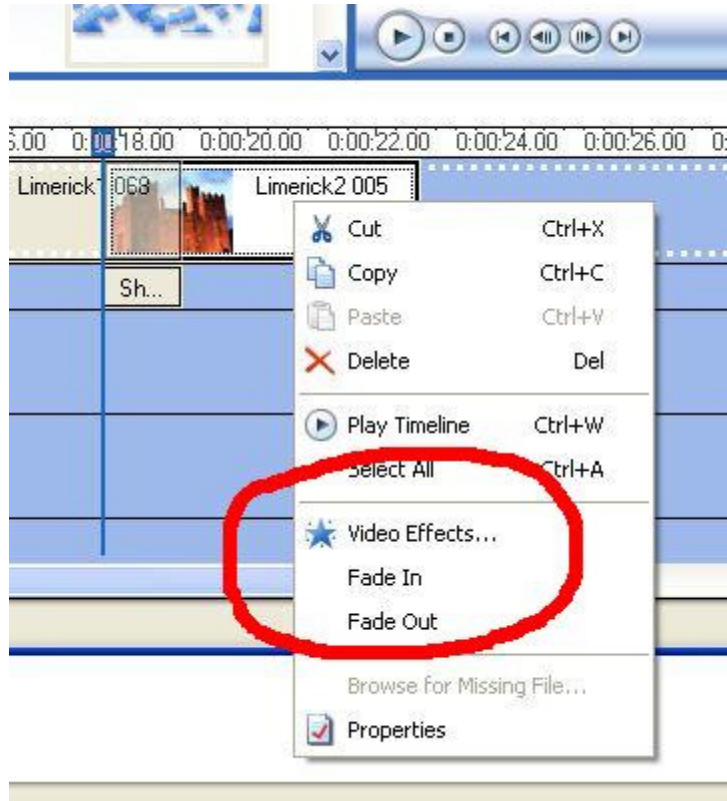 5.00 0:00:18.00 0:00:20.00 0:00:22.00 0:00:24.00 0:00:26.00 0:
Limerick 063 Limerick2 005
Sh...
Cut Ctrl+X
Copy Ctrl+C
Paste Ctrl+V
Delete Del
Play Timeline Ctrl+W
Select All Ctrl+A
Video Effects...
Fade In
Fade Out
Browse for Missing File...
Properties